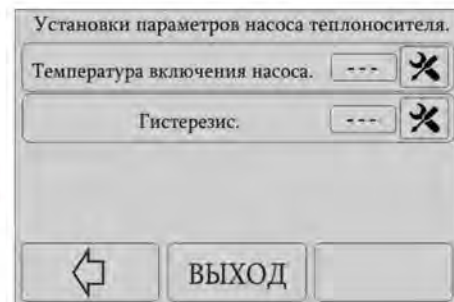 Установки параметров насоса теплоносителя.
Температура включения насоса. ---
Гистерезис. ---
ВЫХОД